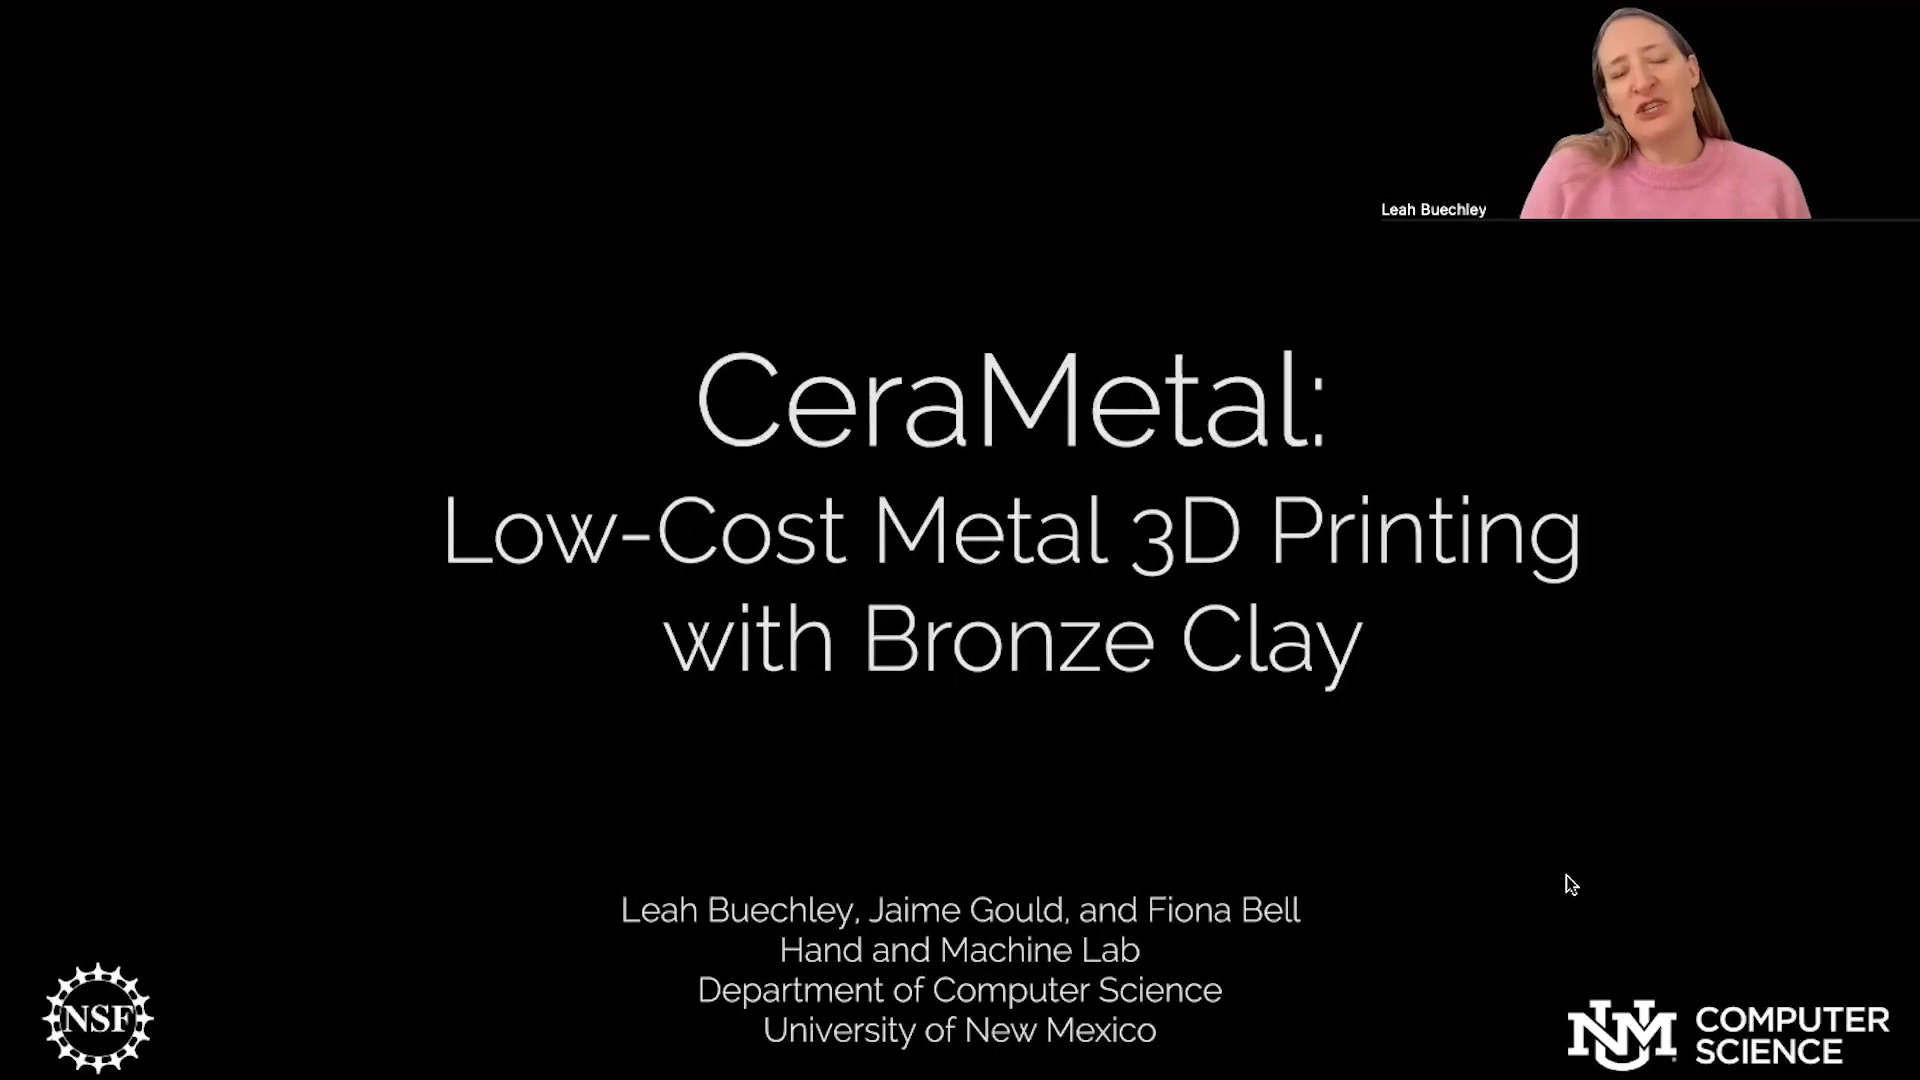 Leah Buechley
CeraMetal:
Low-Cost Metal 3D Printing
with Bronze Clay
Leah Buechley, Jaime Gould, and Fiona Bell
Hand and Machine Lab
Department of Computer Science
University of New Mexico
NSF
UNM COMPUTER
SCIENCE